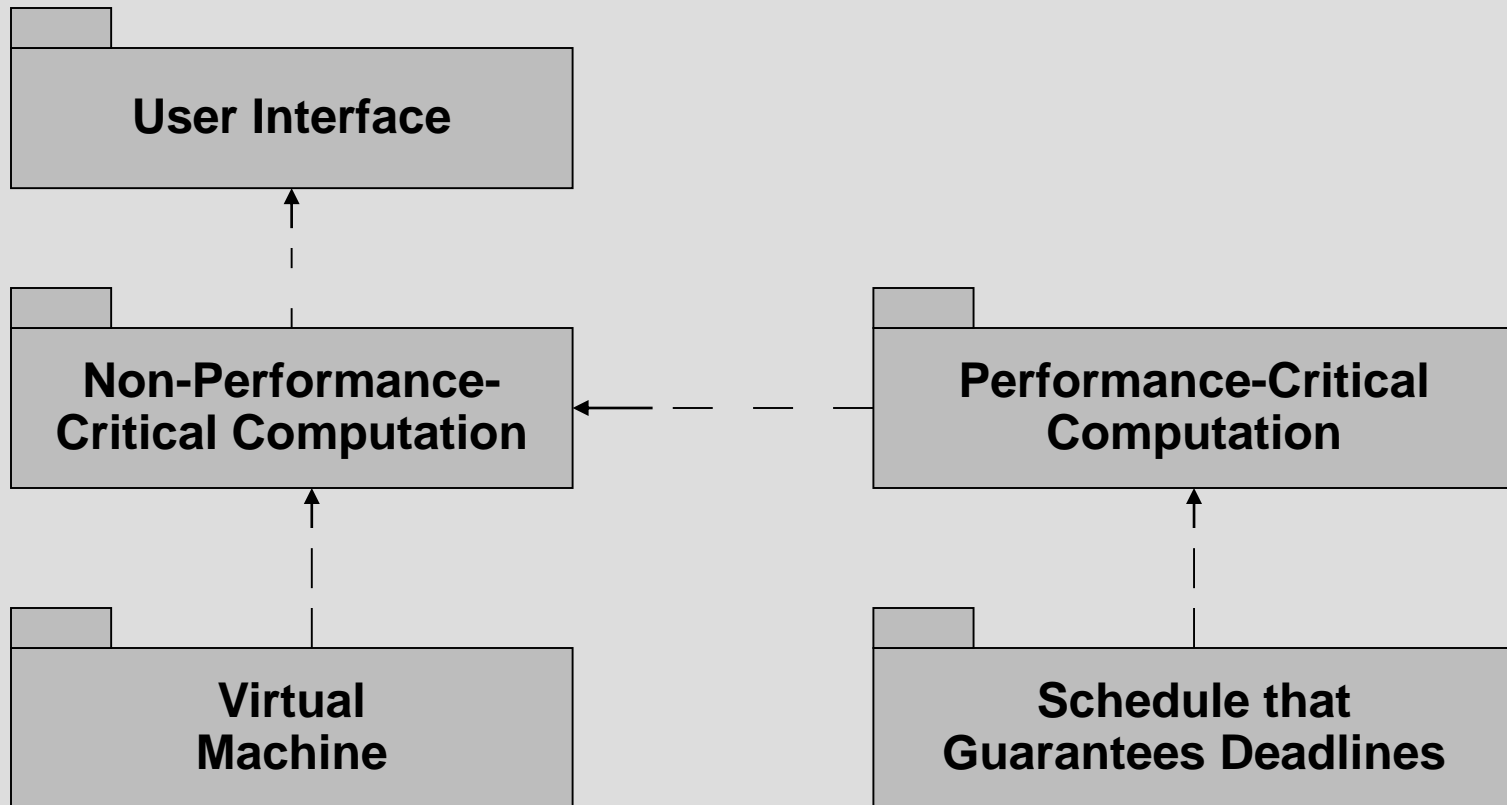 User Interface
Non-Performance-
Critical Computation
Performance-Critical
Computation
Virtual
Machine
Schedule that
Guarantees Deadlines